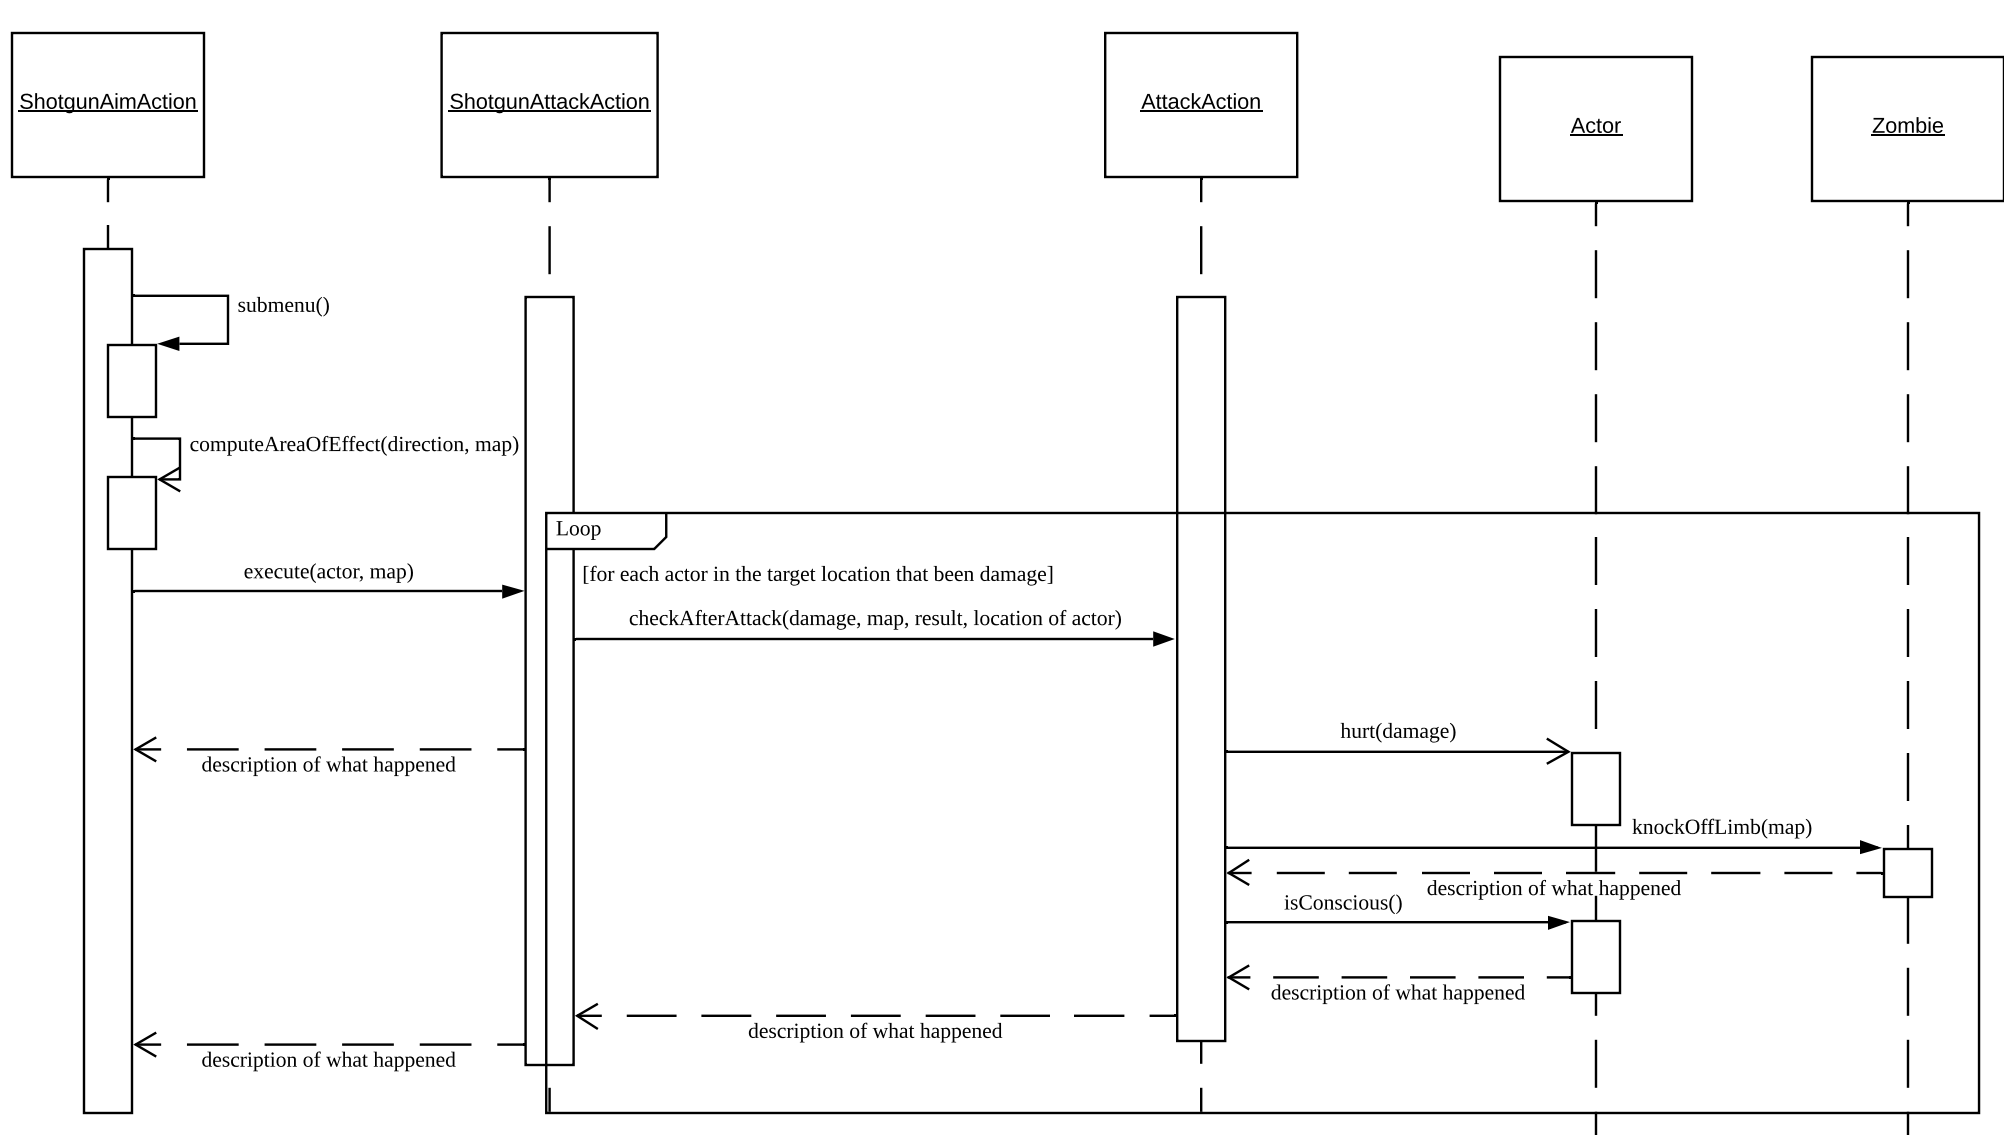 ShotgunAimAction
ShotgunAttackAction
AttackAction
Actor
Zombie
submenu()
computeAreaOfEffect(direction, map)
Loop
execute(actor, map)
[for each actor in the target location that been damage]
checkAfterAttack(damage, map, result, location of actor)
hurt(damage)
description of what happened
knockOffLimb(map)
description of what happened
isConscious()
description of what happened
description of what happened
description of what happened